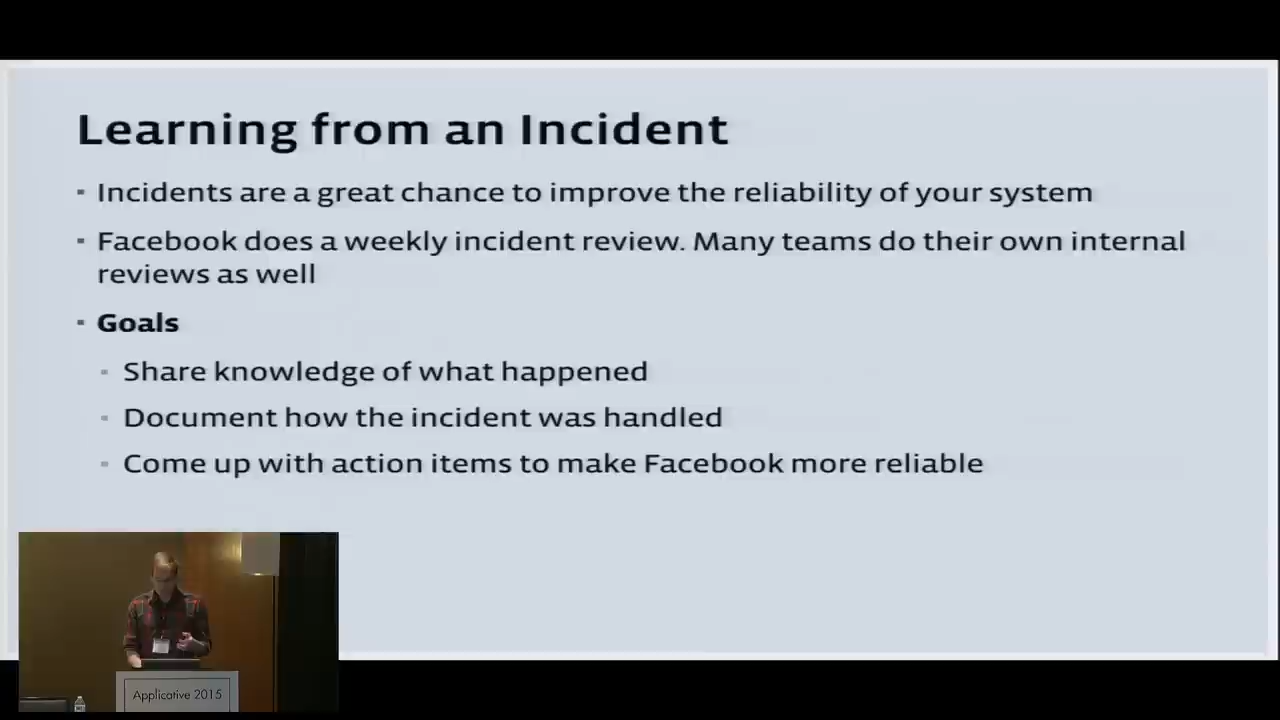 Learning from an Incident
Incidents are a great chance to improve the reliability of your system
Facebook does a weekly incident review. Many teams do their own internal
reviews as well
Goals
Share knowledge of what happened
Document how the incident was handled
Come up with action items to make Facebook more reliable
Applicative 2015